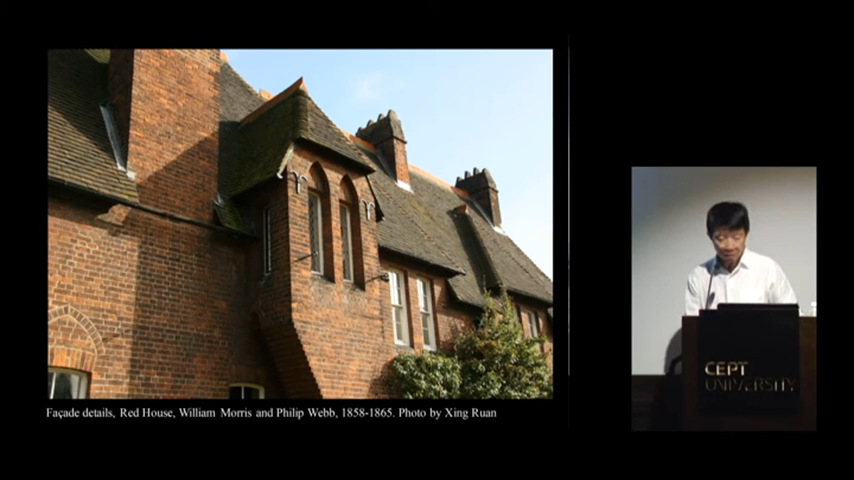 Façade details, Red House, William Morris and Philip Webb, 1858-1865. Photo by Xing Ruan
CEPT
UNIVERSITY